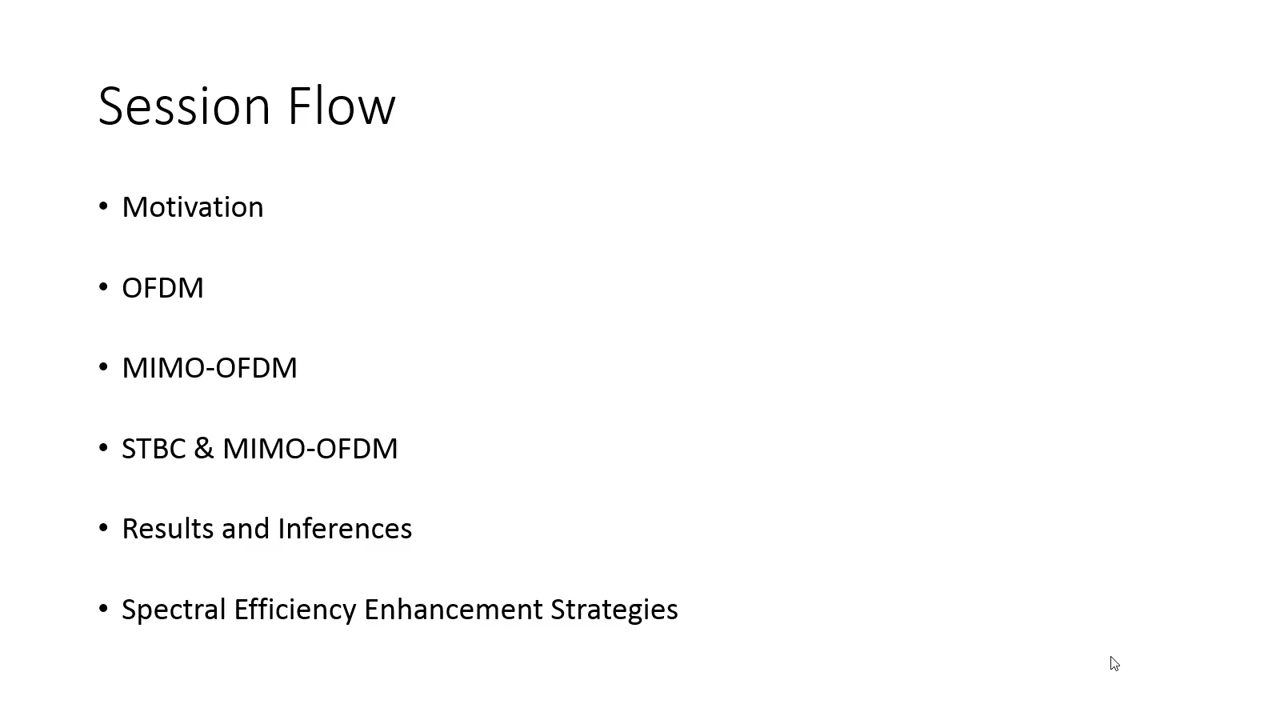 Session Flow
• Motivation
• OFDM
• MIMO-OFDM
• STBC & MIMO-OFDM
• Results and Inferences
• Spectral Efficiency Enhancement Strategies